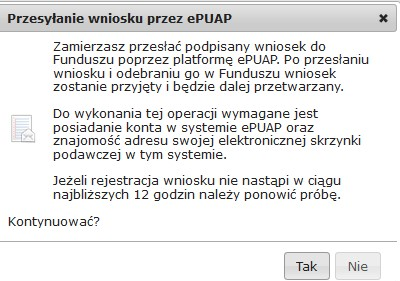 Przesyłanie wniosku przez ePUAP
Zamierzasz przesłać podpisany wniosek do
Funduszu poprzez platformę ePUAP. Po przesłaniu
wniosku i odebraniu go w Funduszu wniosek
zostanie przyjęty i będzie dalej przetwarzany.
Do wykonania tej operacji wymagane jest
posiadanie konta w systemie ePUAP oraz
znajomość adresu swojej elektronicznej skrzynki
podawczej w tym systemie.
Jeżeli rejestracja wniosku nie nastąpi w ciągu
najbliższych 12 godzin należy ponowić próbę.
Kontynuować?
Tak
Nie